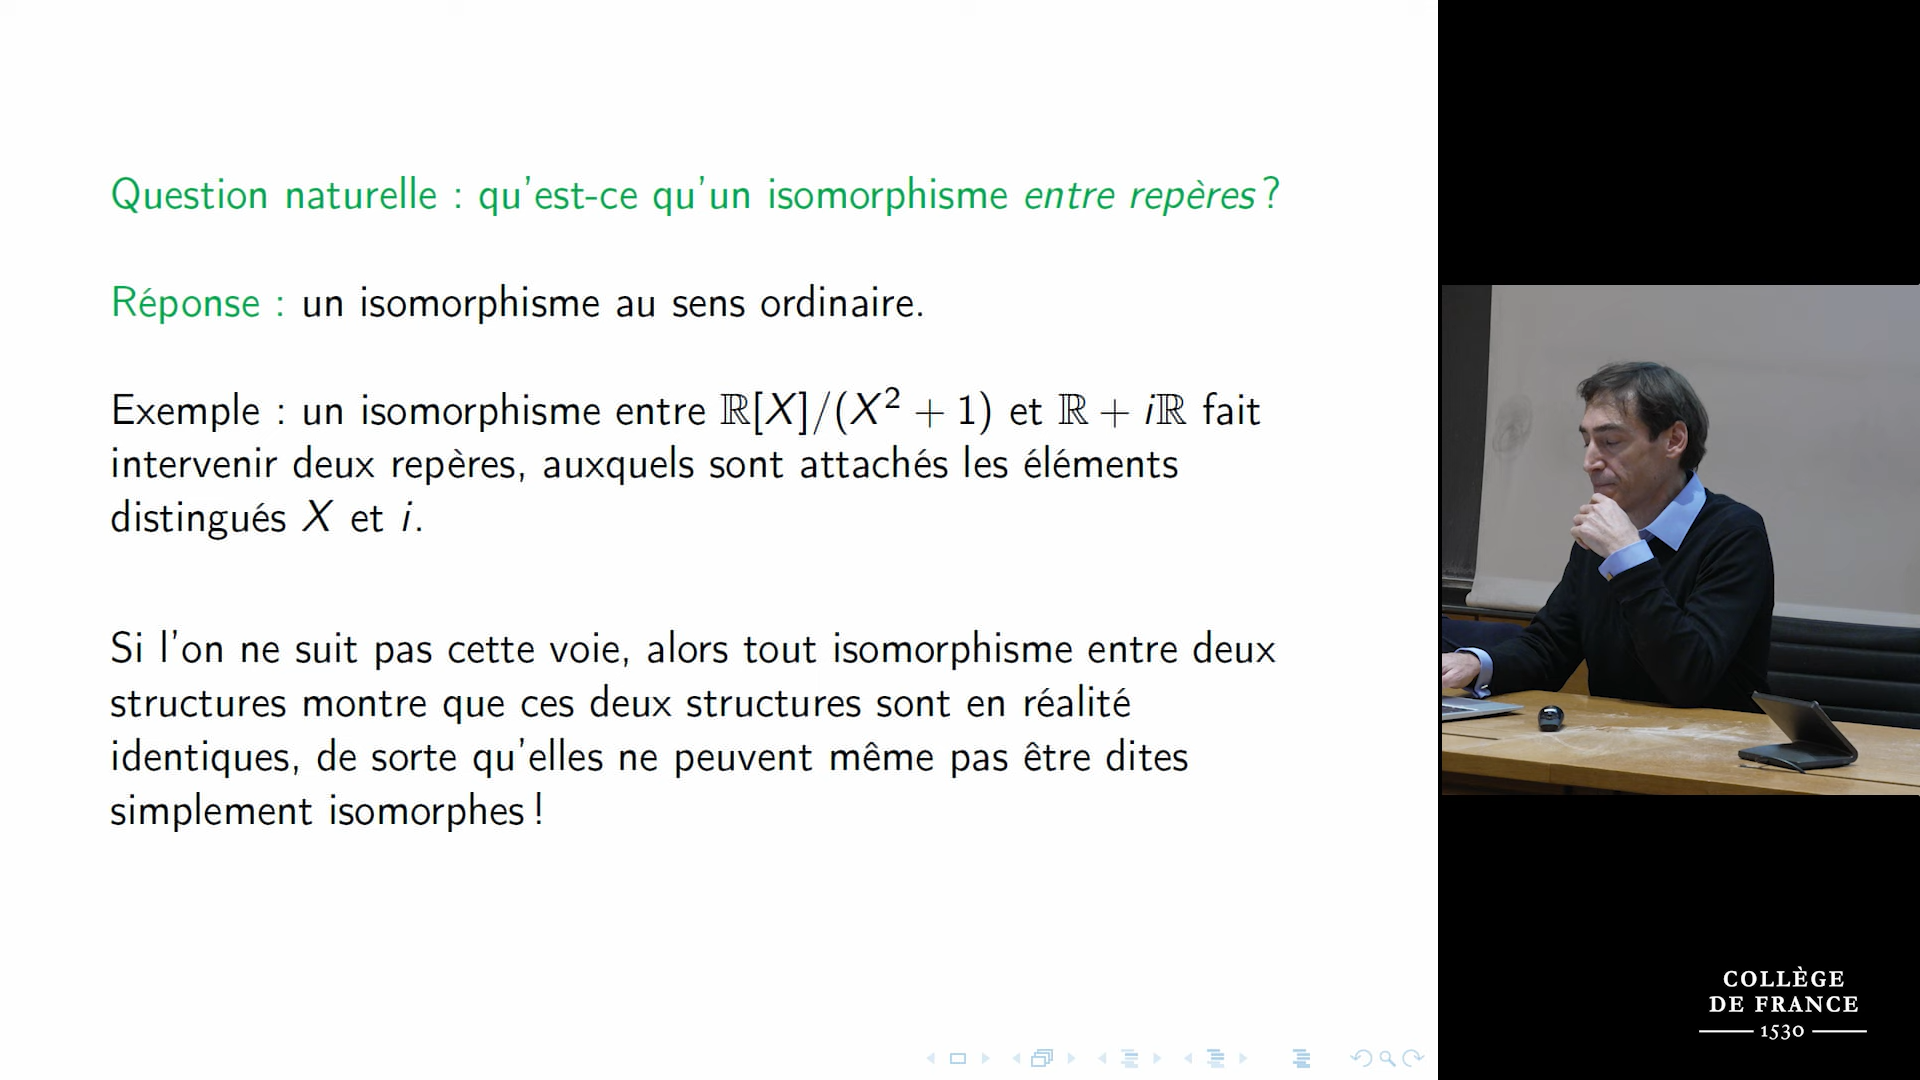 Question naturelle : qu'est-ce qu'un isomorphisme entre repères ?
Réponse : un isomorphisme au sens ordinaire.
Exemple : un isomorphisme entre ℝ[X]/(X² + 1) et ℝ + iℝ fait
intervenir deux repères, auxquels sont attachés les éléments
distingués X et i.
Si l'on ne suit pas cette voie, alors tout isomorphisme entre deux
structures montre que ces deux structures sont en réalité
identiques, de sorte qu'elles ne peuvent même pas être dites
simplement isomorphes !
COLLÈGE
DE FRANCE
1530